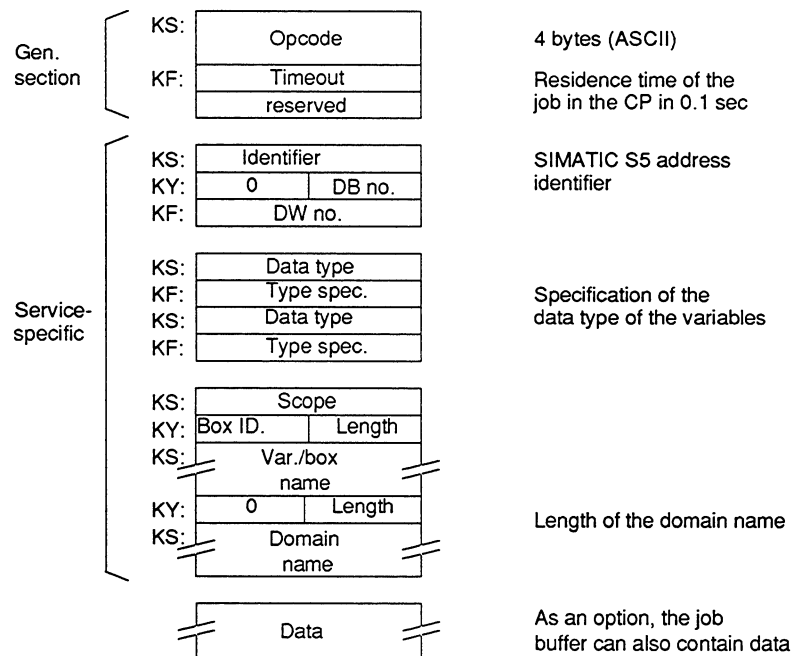 Gen.
section
KS:
Opcode
4 bytes (ASCII)
KF:
Timeout
Residence time of the
reserved
job in the CP in 0.1 sec
Service-
specific
KS:
Identifier
SIMATIC S5 address
KY:
0
DB no.
identifier
KF:
DW no.
KS:
Data type
KF:
Type spec.
Specification of the
KS:
Data type
data type of the variables
KF:
Type spec.
KS:
Scope
KY:
Box ID.
Length
KS:
Var./box
name
KY:
0
Length
Length of the domain name
KS:
Domain
name
Data
As an option, the job
buffer can also contain data